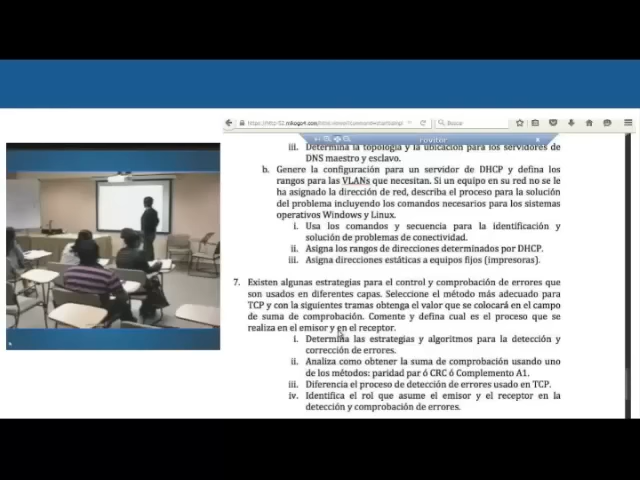 Buscar
rovitor
iii. Determina la topología y la ubicación para los servidores de
DNS maestro y esclavo.
b. Genere la configuración para un servidor de DHCP y defina los
rangos para las VLANs que necesitan. Si un equipo en su red no se le
ha asignado la dirección de red, describa el proceso para la solución
del problema incluyendo los comandos necesarios para los sistemas
operativos Windows y Linux.
i. Usa los comandos y secuencia para la identificación y
solución de problemas de conectividad.
ii. Asigna los rangos de direcciones determinados por DHCP.
iii. Asigna direcciones estáticas a equipos fijos (impresoras).
7. Existen algunas estrategias para el control y comprobación de errores que
son usados en diferentes capas. Seleccione el método más adecuado para
TCP y con la siguientes tramas obtenga el valor que se colocará en el campo
de suma de comprobación. Comente y defina cual es el proceso que se
realiza en el emisor y en el receptor.
i. Determina las estrategias y algoritmos para la detección y
corrección de errores.
ii. Analiza como obtener la suma de comprobación usando uno
de los métodos: paridad par ó CRC ó Complemento A1.
iii. Diferencia el proceso de detección de errores usado en TCP.
iv. Identifica el rol que asume el emisor y el receptor en la
detección y comprobación de errores.